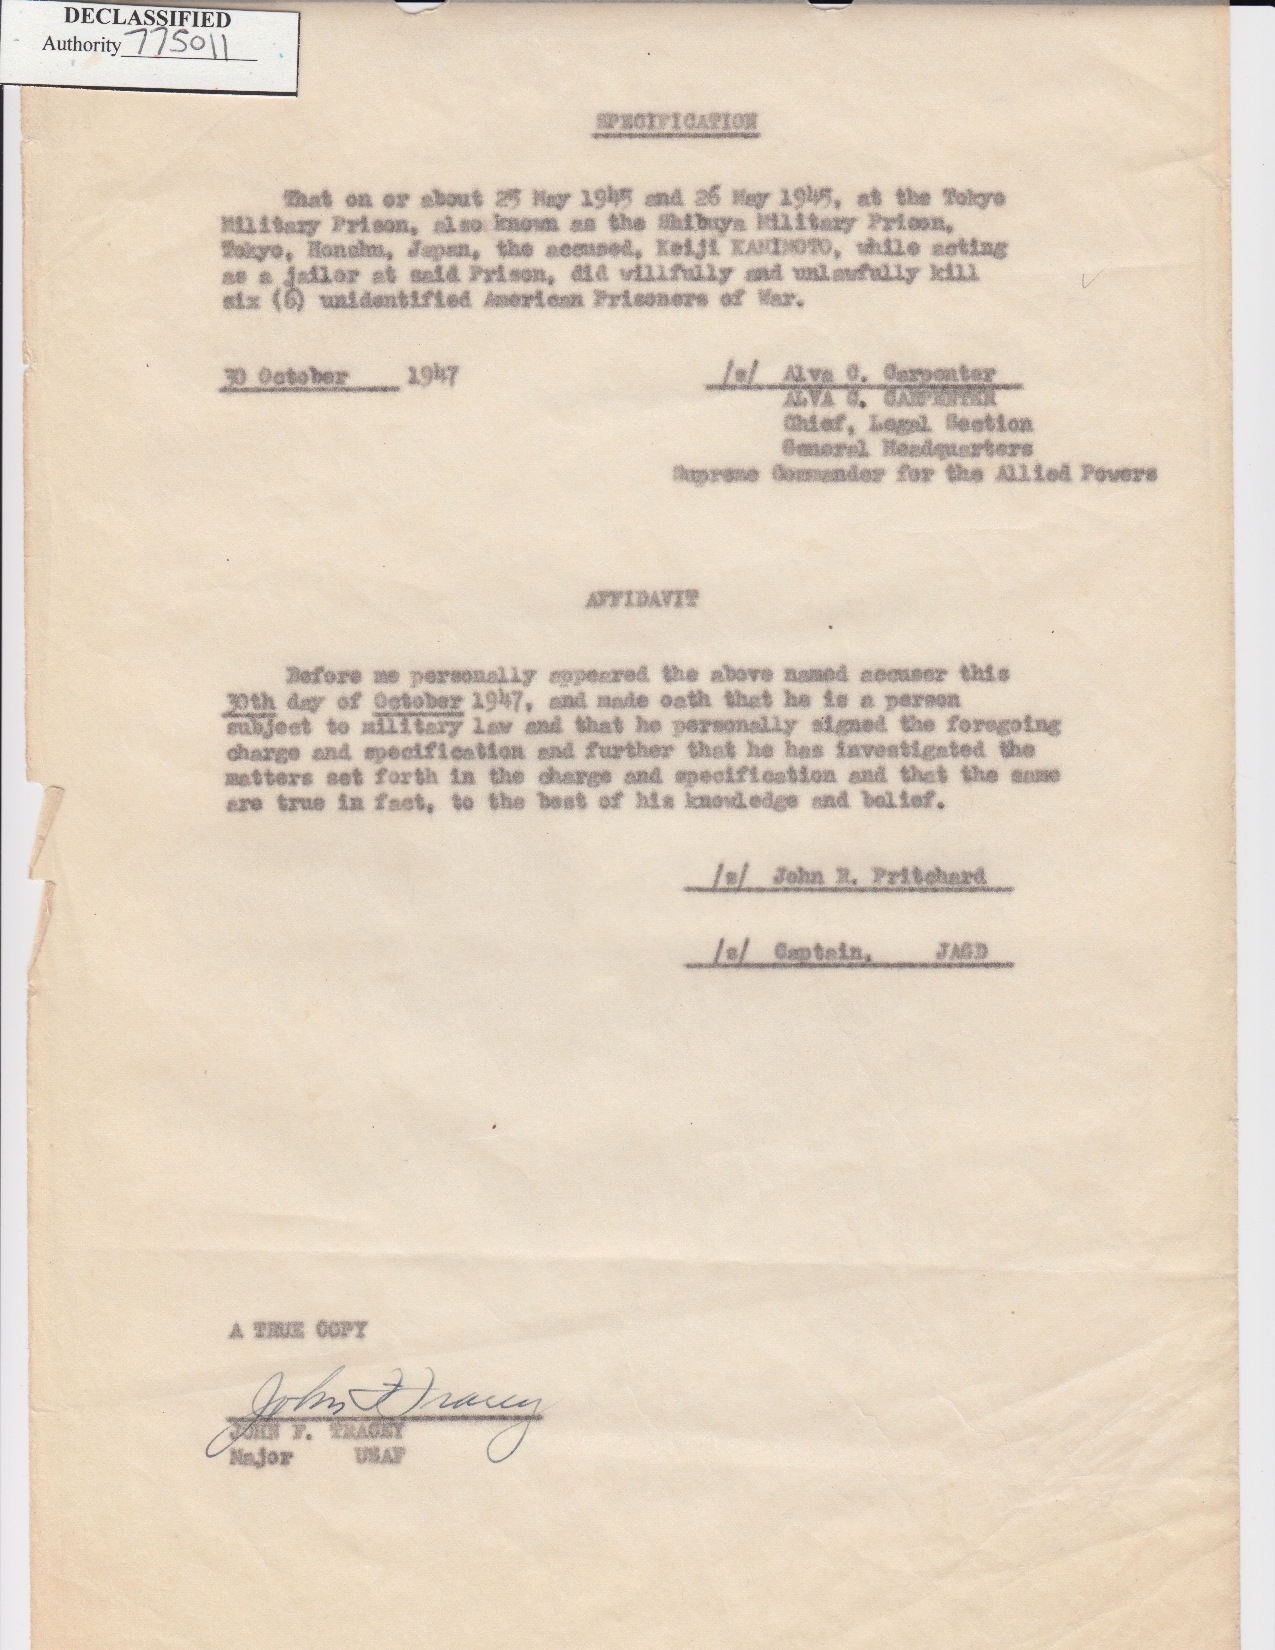 DECLASSIFIED
Authority 775011
SPECIFICATION
That on or about 25 May 1945 and 26 May 1945, at the Tokyo
Military Prison, also known as the Shibuya Military Prison,
Tokyo, Honshu, Japan, the accused, Keiji KAMIMOTO, while acting
as a jailor at said Prison, did willfully and unlawfully kill
six (6) unidentified American Prisoners of War.
30 October 1947
/s/ Alva C. Carpenter
ALVA C. CARPENTER
Chief, Legal Section
General Headquarters
Supreme Commander for the Allied Powers
AFFIDAVIT
Before me personally appeared the above named accuser this
30th day of October 1947, and made oath that he is a person
subject to military law and that he personally signed the foregoing
charge and specification and further that he has investigated the
matters set forth in the charge and specification and that the same
are true in fact, to the best of his knowledge and belief.
/s/ John R. Pritchard
/s/ Captain, JAGD
A TRUE COPY
John F Tracey
JOHN F. TRACEY
Major USAF